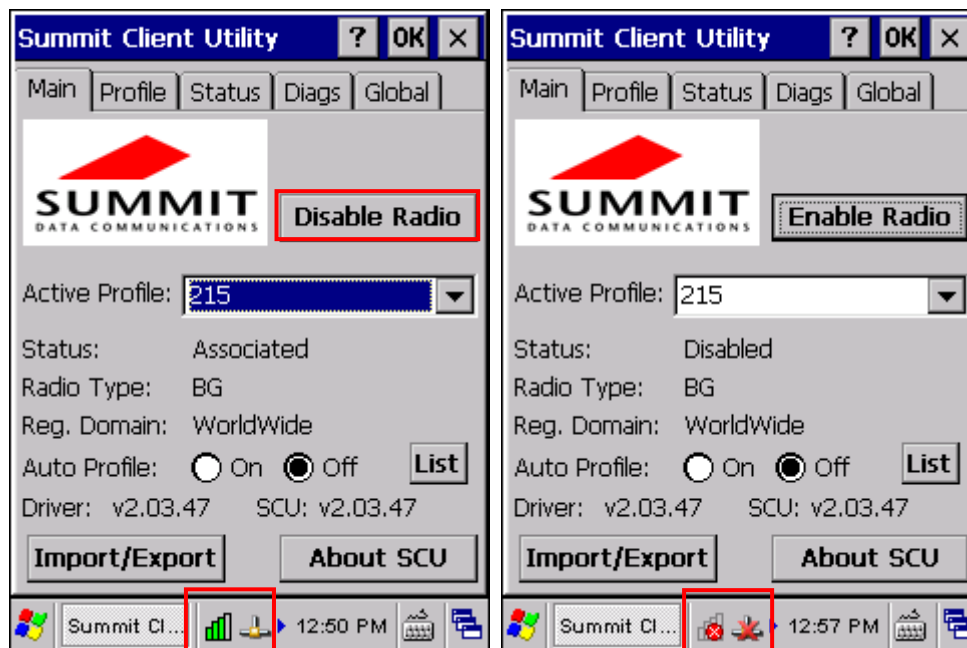 Summit Client Utility ? OK ×
Main Profile Status Diags Global
SUMMIT
DATA COMMUNICATIONS
Disable Radio
Active Profile: 215
Status: Associated
Radio Type: BG
Reg. Domain: WorldWide
Auto Profile: On Off List
Driver: v2.03.47 SCU: v2.03.47
Import/Export About SCU
Summit Cl... 12:50 PM
Summit Client Utility ? OK ×
Main Profile Status Diags Global
SUMMIT
DATA COMMUNICATIONS
Enable Radio
Active Profile: 215
Status: Disabled
Radio Type: BG
Reg. Domain: WorldWide
Auto Profile: On Off List
Driver: v2.03.47 SCU: v2.03.47
Import/Export About SCU
Summit Cl... 12:57 PM